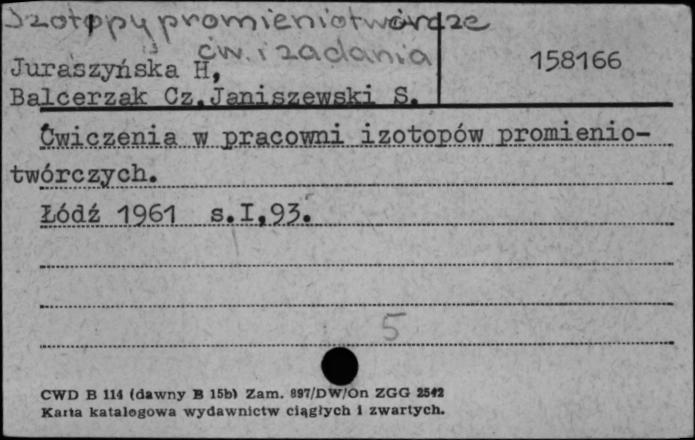 Izotopy promieniotwórcze
ćw. i zadania
158166
Juraszyńska H,
Balcerzak Cz.Janiszewski S.
Ćwiczenia w pracowni izotopów promienio-
twórczych.
Łódź 1961 s.I,93.
5
CWD B 114 (dawny B 15b) Zam. 897/DW/On ZGG 2542
Karta katalogowa wydawnictw ciągłych i zwartych.